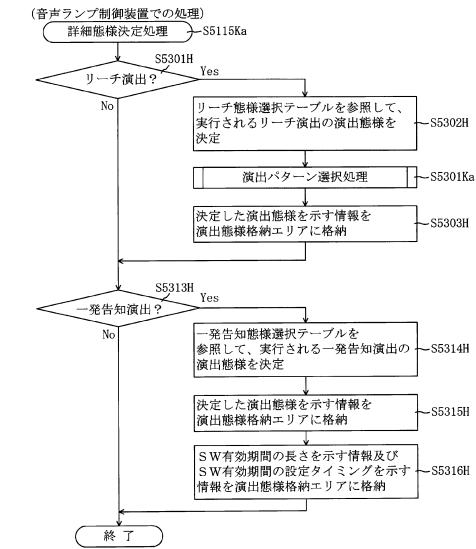 (音声ランプ制御装置での処理)
詳細態様決定処理
S5115Ka
S5301H
リーチ演出?
Yes
No
リーチ態様選択テーブルを参照して、
実行されるリーチ演出の演出態様を
決定
S5302H
演出パターン選択処理
S5301Ka
決定した演出態様を示す情報を
演出態様格納エリアに格納
S5303H
S5313H
一発告知演出?
Yes
No
一発告知態様選択テーブルを
参照して、実行される一発告知演出の
演出態様を決定
S5314H
決定した演出態様を示す情報を
演出態様格納エリアに格納
S5315H
SW有効期間の長さを示す情報及び
SW有効期間の設定タイミングを示す
情報を演出態様格納エリアに格納
S5316H
終了